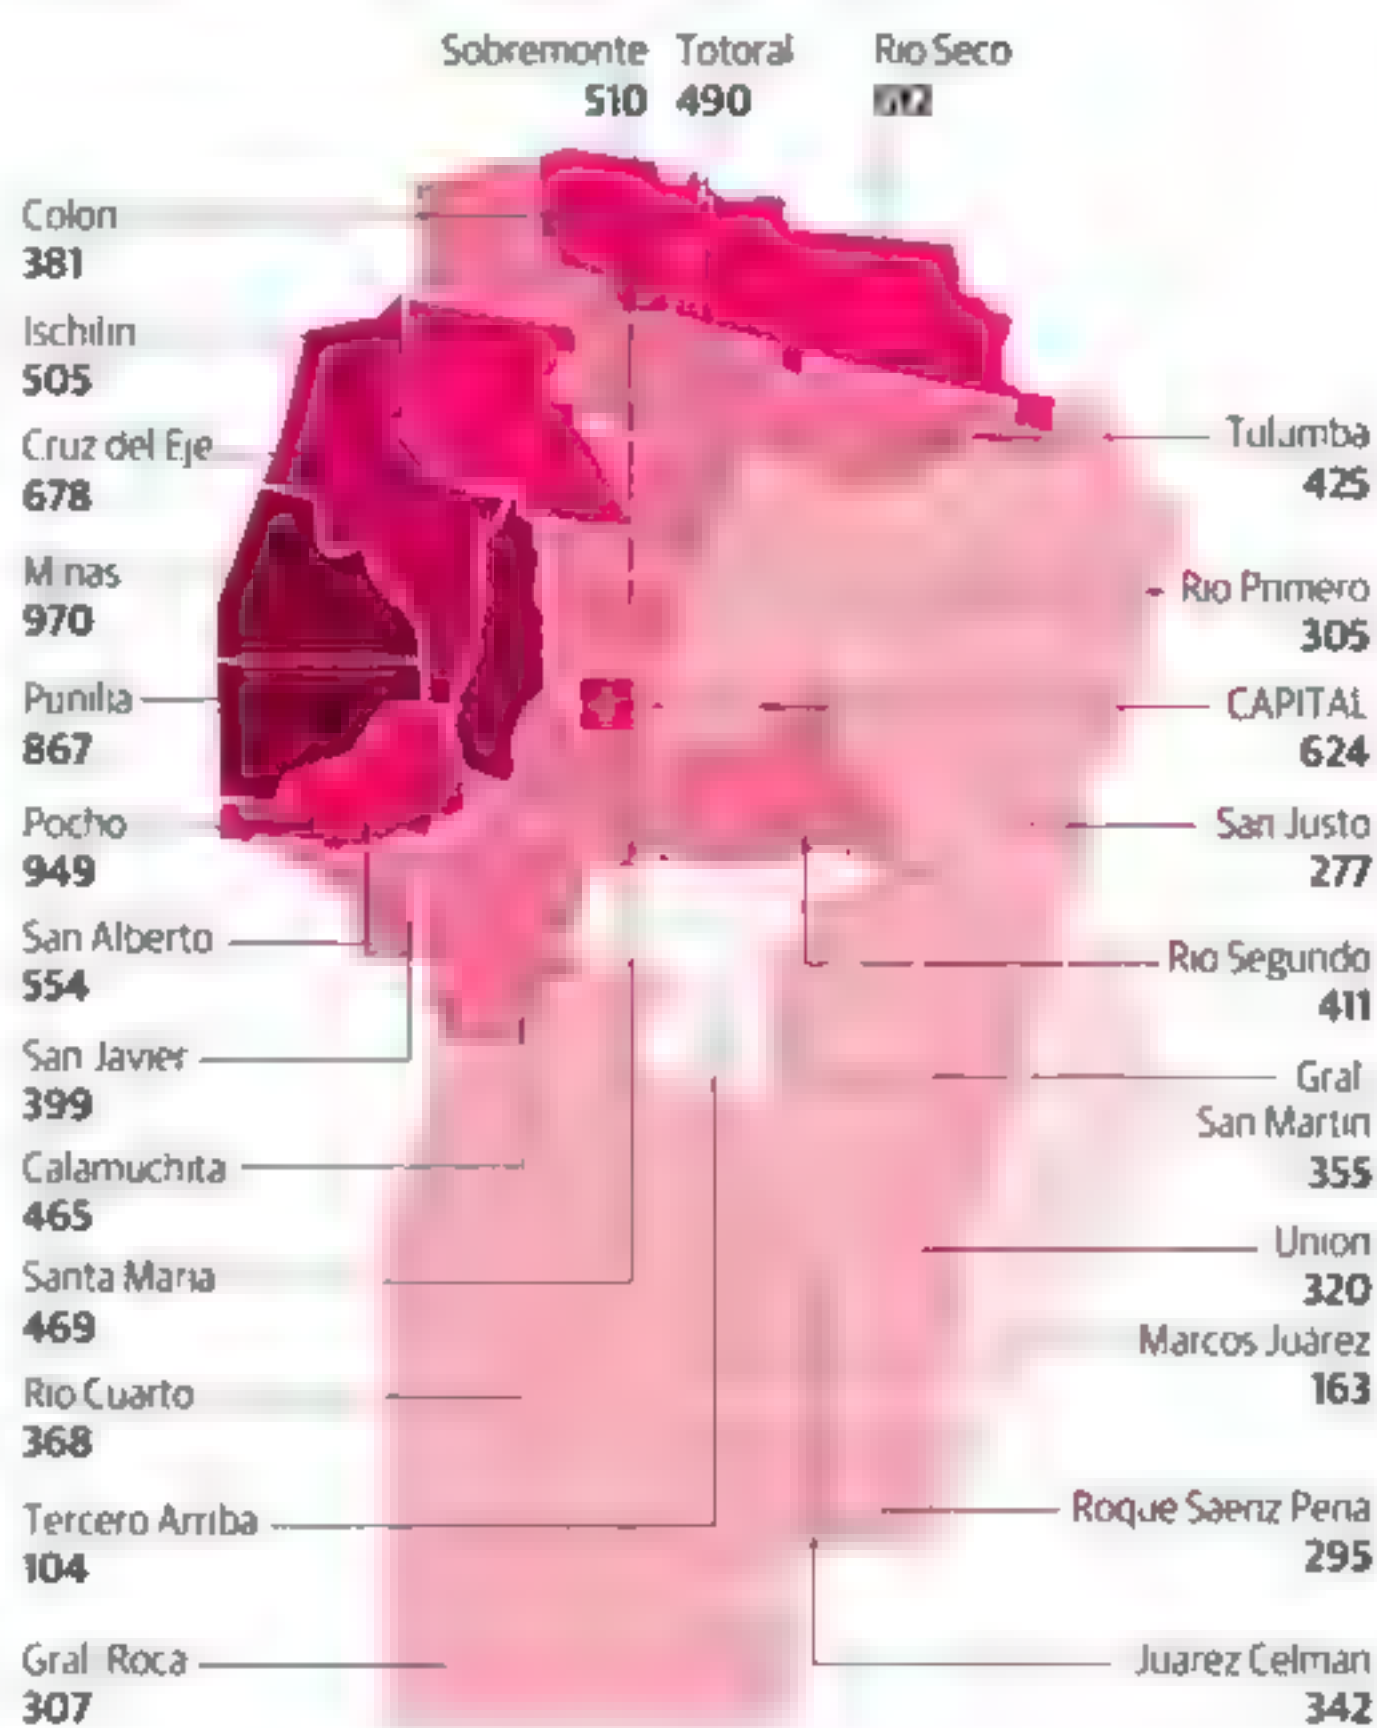 Sobremonte
510
Totoral
490
Rio Seco
Colon
381
Ischilin
505
Cruz del Eje
678
Minas
970
Punilla
867
Pocho
949
San Alberto
554
San Javier
399
Calamuchita
465
Santa Maria
469
Rio Cuarto
368
Tercero Arriba
104
Gral Roca
307
Tulumba
425
Rio Primero
305
CAPITAL
624
San Justo
277
Rio Segundo
411
Gral
San Martin
355
Union
320
Marcos Juárez
163
Roque Saenz Pena
295
Juarez Celman
342